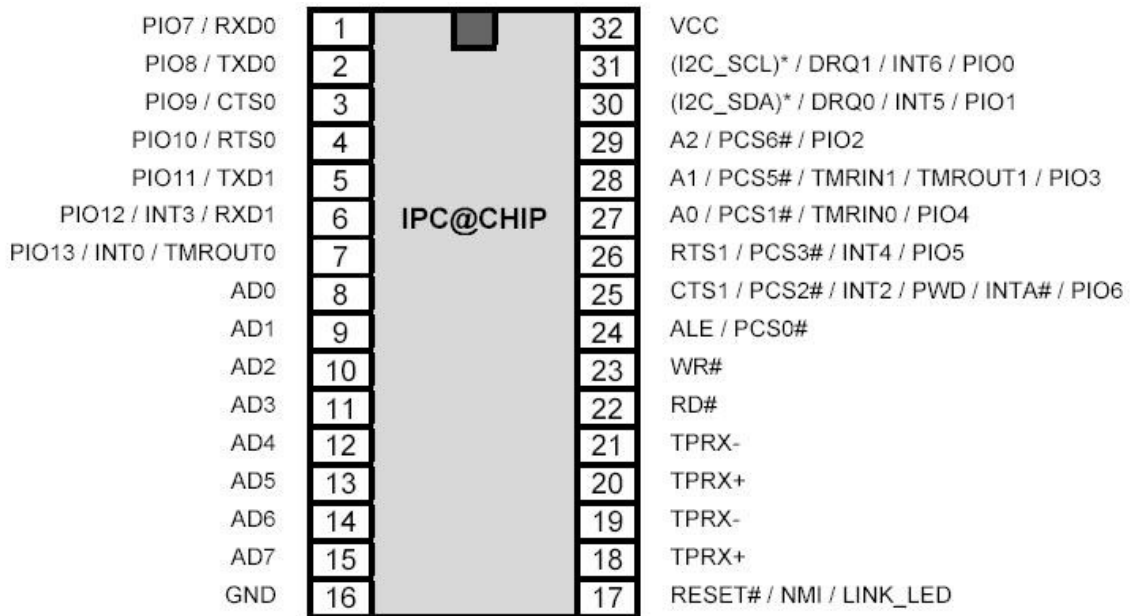 PIO7 / RXD0 1 32 VCC
PIO8 / TXD0 2 31 (I2C_SCL)* / DRQ1 / INT6 / PIO0
PIO9 / CTS0 3 30 (I2C_SDA)* / DRQ0 / INT5 / PIO1
PIO10 / RTS0 4 29 A2 / PCS6# / PIO2
PIO11 / TXD1 5 28 A1 / PCS5# / TMRIN1 / TMROUT1 / PIO3
PIO12 / INT3 / RXD1 6 IPC@CHIP 27 A0 / PCS1# / TMRIN0 / PIO4
PIO13 / INT0 / TMROUT0 7 26 RTS1 / PCS3# / INT4 / PIO5
AD0 8 25 CTS1 / PCS2# / INT2 / PWD / INTA# / PIO6
AD1 9 24 ALE / PCS0#
AD2 10 23 WR#
AD3 11 22 RD#
AD4 12 21 TPRX-
AD5 13 20 TPRX+
AD6 14 19 TPRX-
AD7 15 18 TPRX+
GND 16 17 RESET# / NMI / LINK_LED